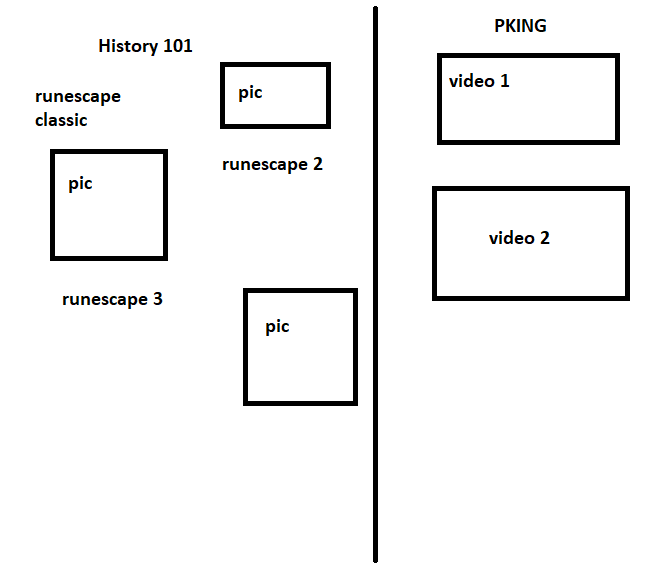 History 101
runescape
classic
pic
pic
runescape 2
runescape 3
pic
PKING
video 1
video 2